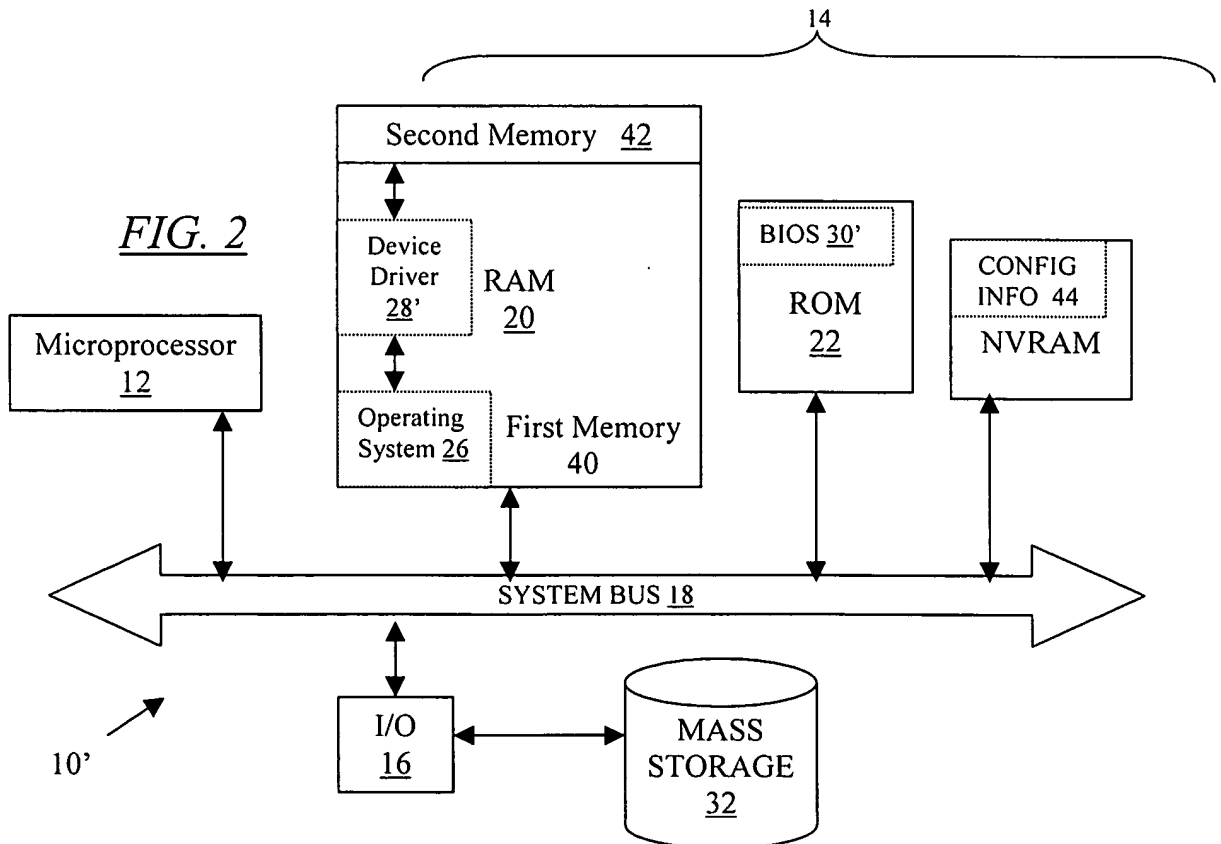 14
Second Memory 42
FIG. 2
Device
Driver
28’
RAM
20
BIOS 30’
ROM
22
CONFIG
INFO 44
NVRAM
Microprocessor
12
Operating
System 26
First Memory
40
SYSTEM BUS 18
10’
I/O
16
MASS
STORAGE
32